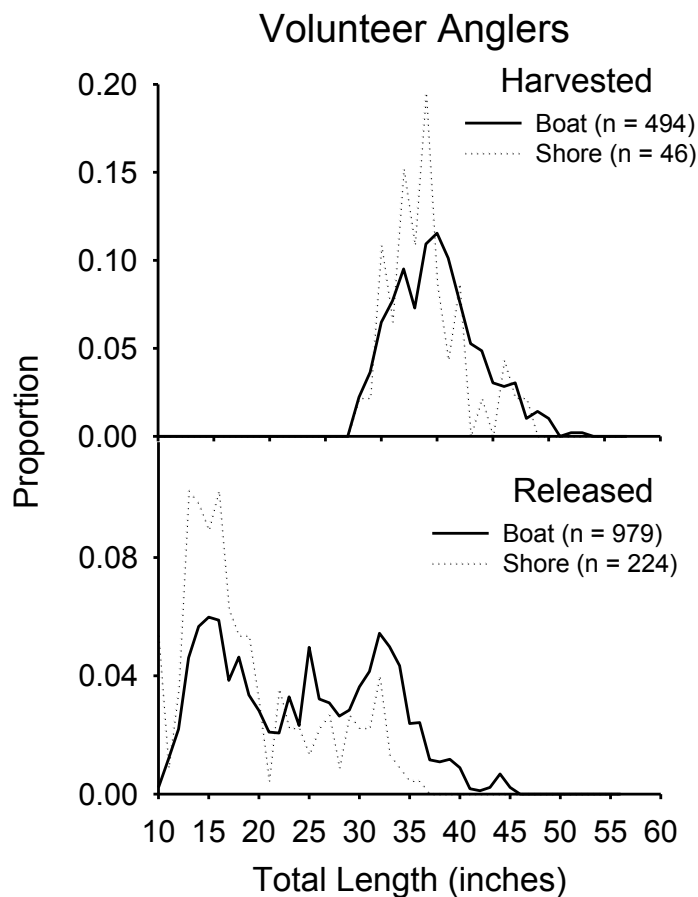 Volunteer Anglers
Harvested
Boat (n = 494)
Shore (n = 46)
0.20
0.15
0.10
0.05
0.00
Proportion
Released
Boat (n = 979)
Shore (n = 224)
0.08
0.04
0.00
10 15 20 25 30 35 40 45 50 55 60
Total Length (inches)